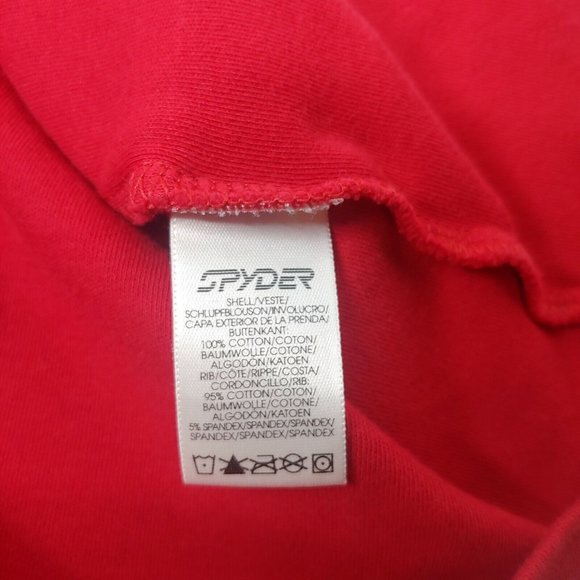 SPYDER
SHELL/VESTE/
SCHLUPFBLOUSON/INVOLUCRO/
CAPA EXTERIOR DE LA PRENDA/
BUITENKANT:
100% COTTON/COTON/
BAUMWOLLE/COTONE/
ALGODÓN/KATOEN
RIB/CÔTE/RIPPE/COSTA/
CORDONCILLO/RIB:
95% COTTON/COTON/
BAUMWOLLE/COTONE/
ALGODÓN/KATOEN
5% SPANDEX/SPANDEX/SPANDEX/
SPANDEX/SPANDEX/SPANDEX